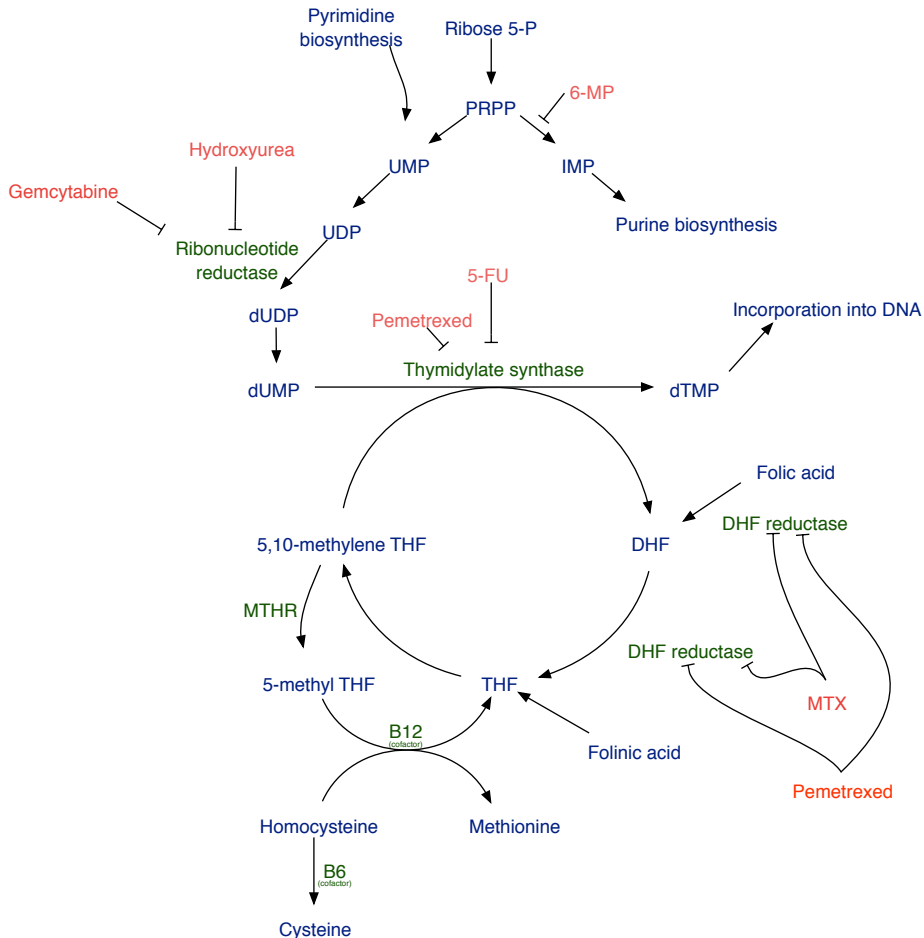 Pyrimidine
biosynthesis
Ribose 5-P
6-MP
PRPP
Hydroxyurea
UMP
IMP
Gemcytabine
Purine biosynthesis
UDP
Ribonucleotide
reductase
5-FU
dUDP
Pemetrexed
Incorporation into DNA
Thymidylate synthase
dUMP
dTMP
Folic acid
DHF reductase
5,10-methylene THF
DHF
MTHR
DHF reductase
5-methyl THF
THF
MTX
B12
(cofactor)
Folinic acid
Pemetrexed
Homocysteine
Methionine
B6
(cofactor)
Cysteine